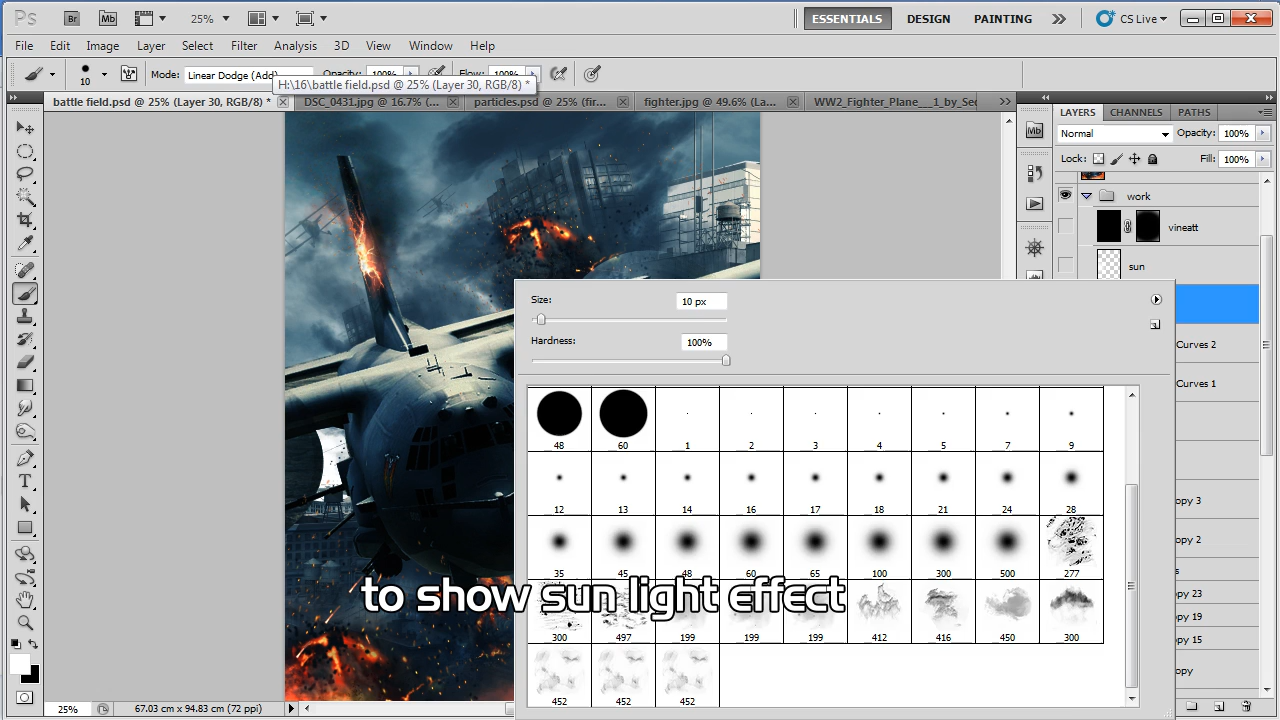 Ps Br Mb 25% ESSENTIALS DESIGN PAINTING CS Live
File Edit Image Layer Select Filter Analysis 3D View Window Help
10 Mode: Linear Dodge (Add) Opacity: 100% Flow: 100%
H:\16\battle field.psd @ 25% (Layer 30, RGB/8) *
battle field.psd @ 25% (Layer 30, RGB/8) * DSC_0431.jpg @ 16.7% (... particles.psd @ 25% (fir... fighter.jpg @ 49.6% (La... WW2_Fighter_Plane___1_by_Sec
LAYERS CHANNELS PATHS
Normal Opacity: 100%
Lock: Fill: 100%
Mb
work
vineatt
sun
Size: 10 px
Hardness: 100%
Curves 2
Curves 1
48 60 1 2 3 4 5 7 9
12 13 14 16 17 18 21 24 28
35 45 48 60 65 100 300 500 277
300 497 199 199 199 412 416 450 300
452 452 452
opy 3
opy 2
s
opy 23
opy 19
opy 15
opy
to show sun light effect
25% 67.03 cm x 94.83 cm (72 ppi)